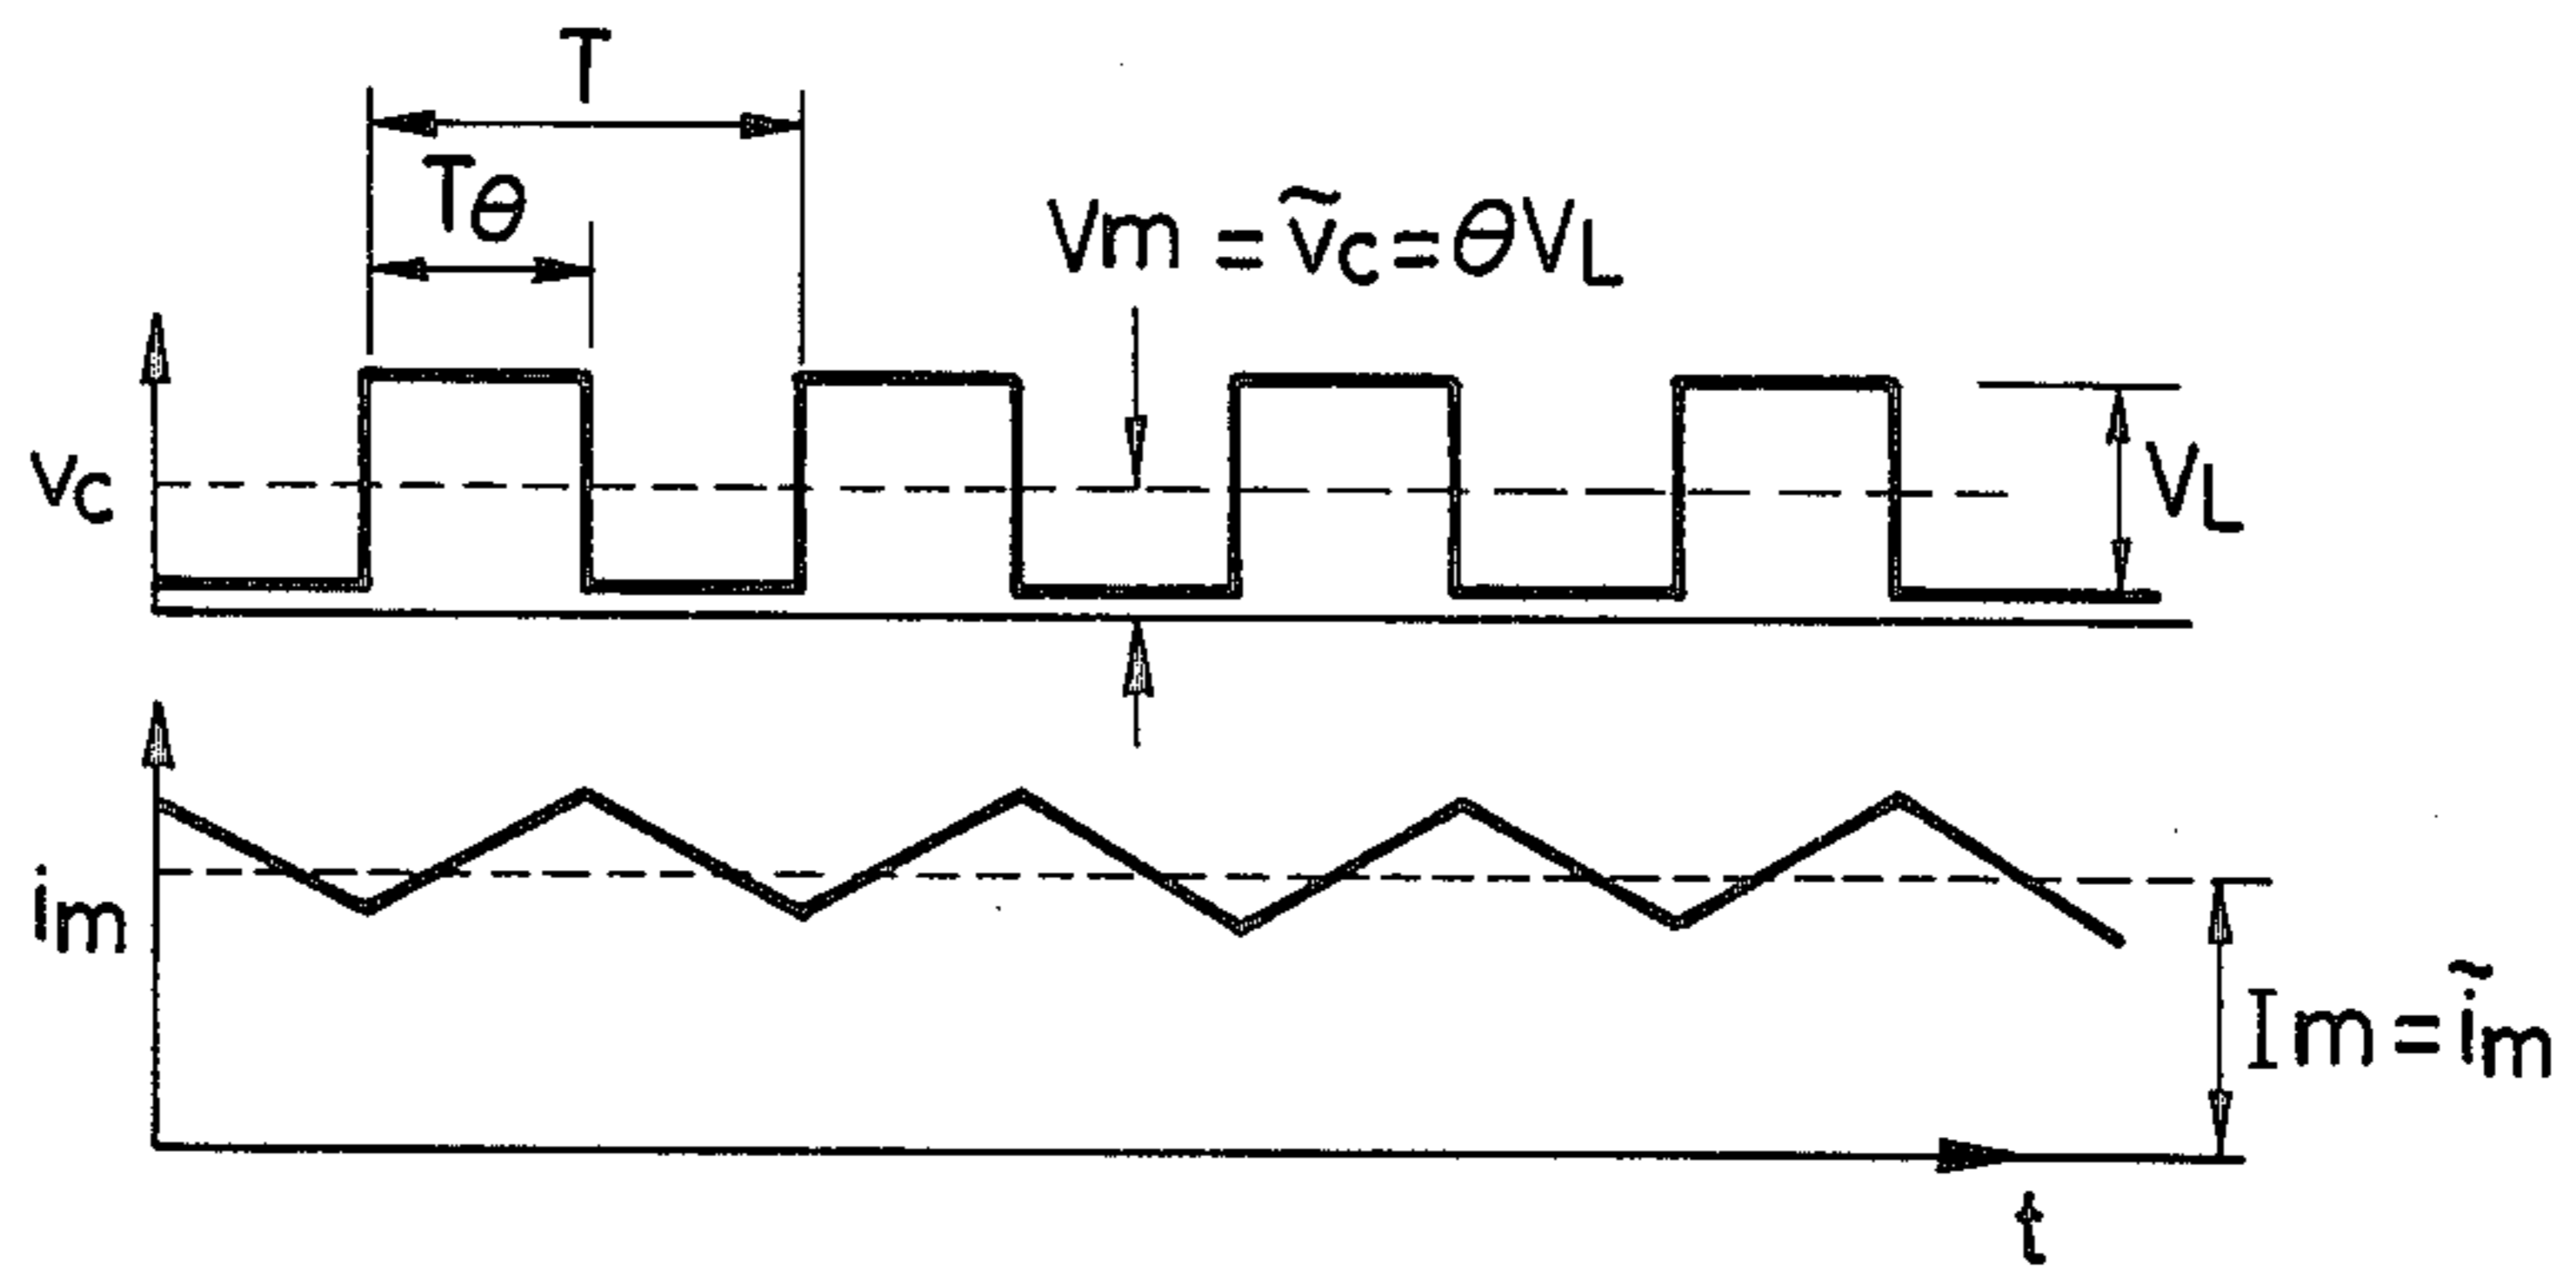 T
Tθ
Vm = ṽc = θVL
vc
VL
im
Im = ĩm
t